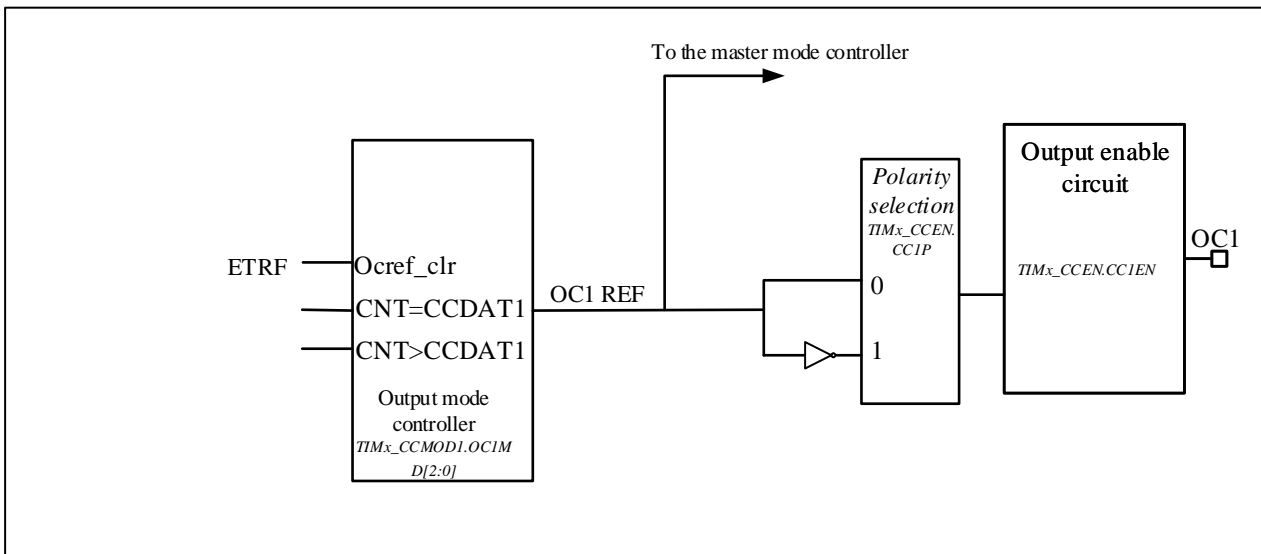 To the master mode controller
Output enable
circuit
Polarity
selection
TIMx_CCEN.
CC1P
OC1
ETRF
Ocref_clr
TIMx_CCEN.CC1EN
0
OC1 REF
CNT=CCDAT1
CNT>CCDAT1
1
Output mode
controller
TIMx_CCMOD1.OC1M
D[2:0]